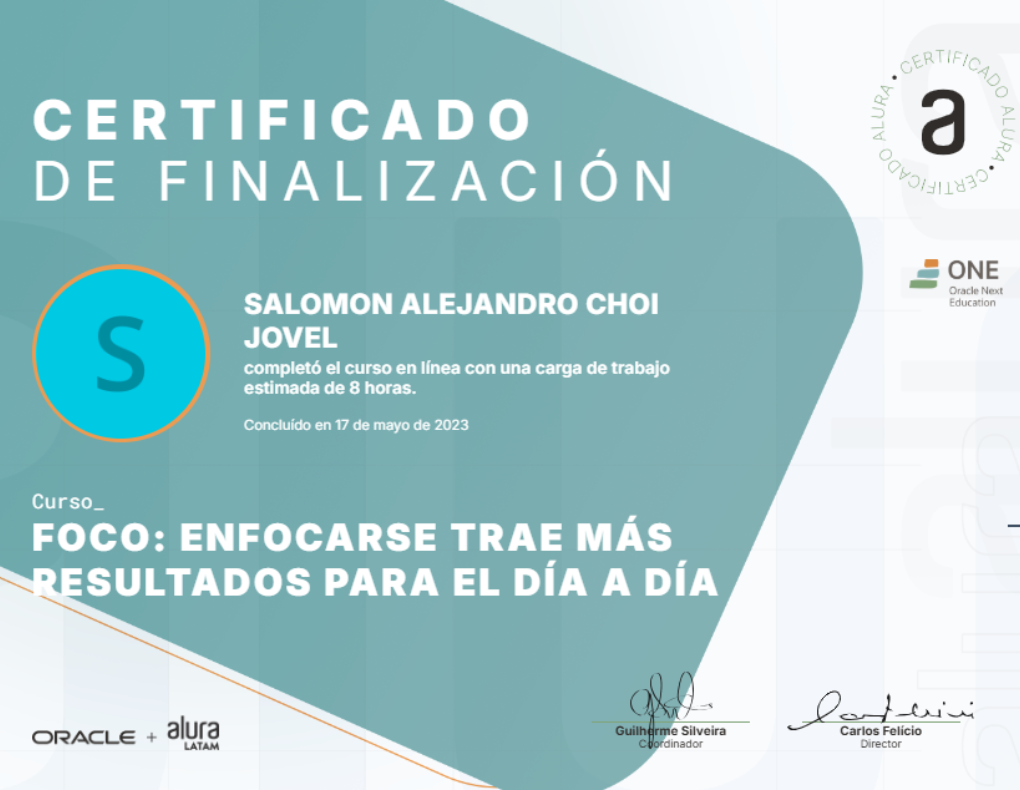 CERTIFICADO
DE FINALIZACIÓN
CERTIFICADO ALURA • CERTIFICADO ALURA •
a
ONE
Oracle Next
Education
S
SALOMON ALEJANDRO CHOI
JOVEL
completó el curso en línea con una carga de trabajo
estimada de 8 horas.
Concluído en 17 de mayo de 2023
Curso_
FOCO: ENFOCARSE TRAE MÁS
RESULTADOS PARA EL DÍA A DÍA
ORACLE + alura
LATAM
Guilherme Silveira
Coordinador
Carlos Felício
Director